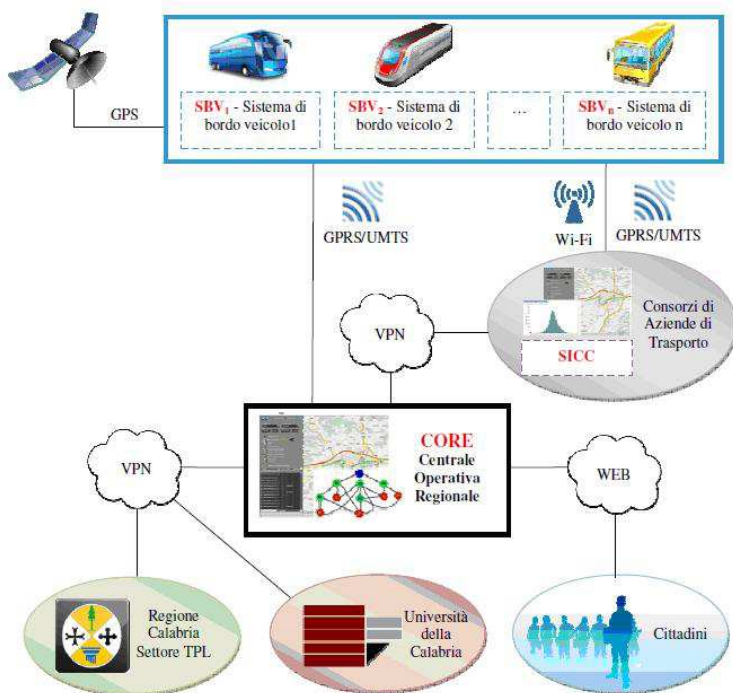 GPS
SBV1 - Sistema di
bordo veicolo1
SBV2 - Sistema di
bordo veicolo 2
...
SBVn - Sistema di
bordo veicolo n
GPRS/UMTS
Wi-Fi
GPRS/UMTS
VPN
Consorzi di
Aziende di
Trasporto
SICC
VPN
CORE
Centrale
Operativa
Regionale
WEB
Regione
Calabria
Settore TPL
Università
della
Calabria
Cittadini